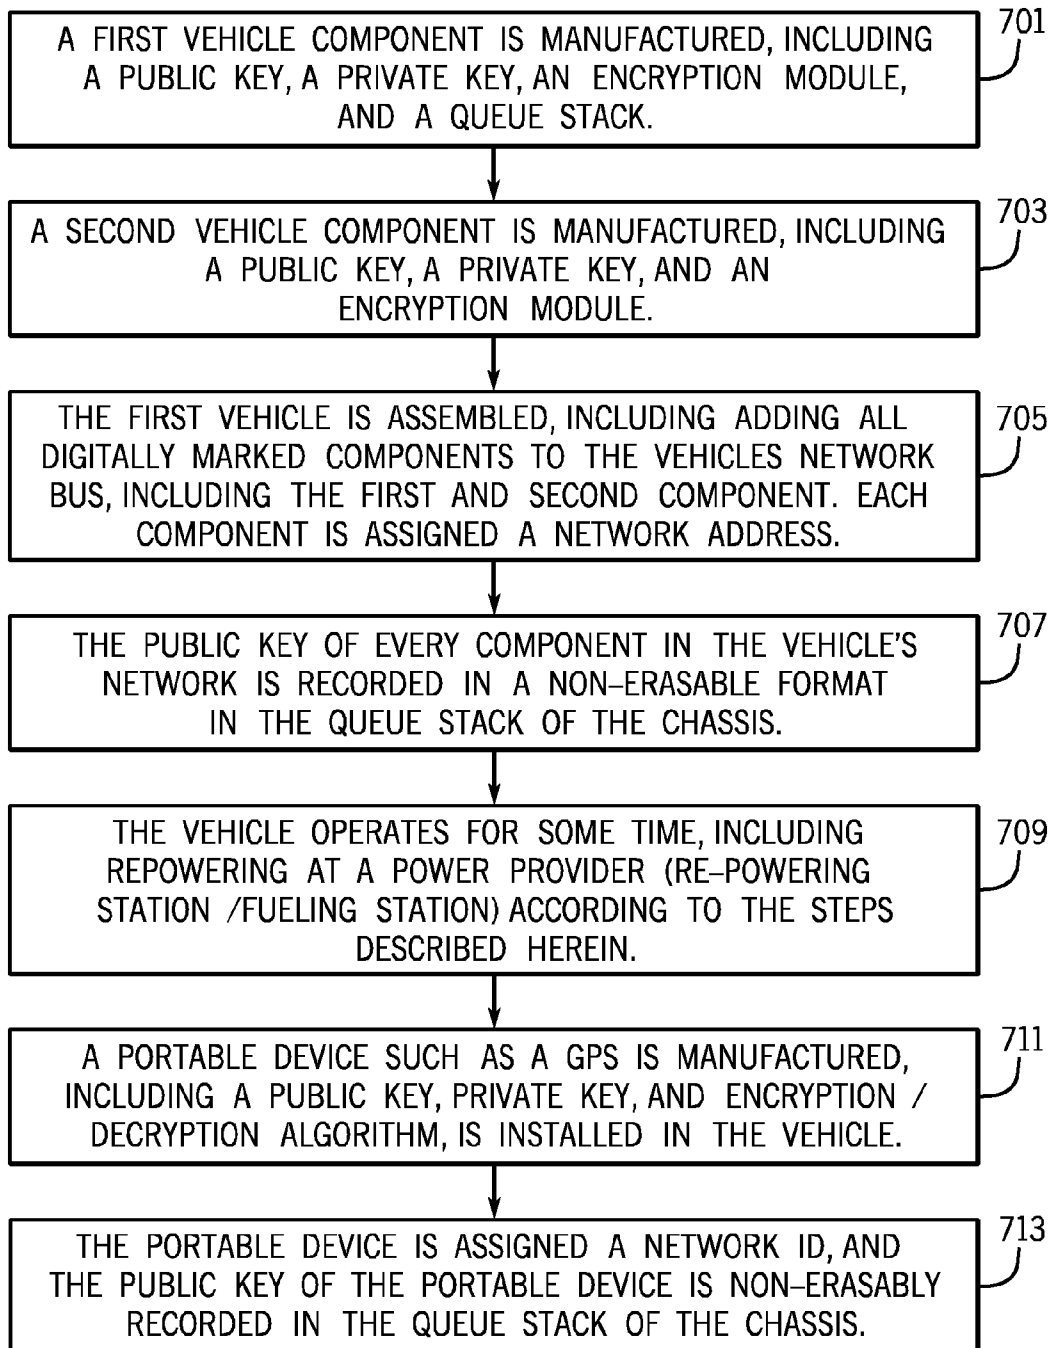 A FIRST VEHICLE COMPONENT IS MANUFACTURED, INCLUDING
A PUBLIC KEY, A PRIVATE KEY, AN ENCRYPTION MODULE,
AND A QUEUE STACK.
701
A SECOND VEHICLE COMPONENT IS MANUFACTURED, INCLUDING
A PUBLIC KEY, A PRIVATE KEY, AND AN
ENCRYPTION MODULE.
703
THE FIRST VEHICLE IS ASSEMBLED, INCLUDING ADDING ALL
DIGITALLY MARKED COMPONENTS TO THE VEHICLES NETWORK
BUS, INCLUDING THE FIRST AND SECOND COMPONENT. EACH
COMPONENT IS ASSIGNED A NETWORK ADDRESS.
705
THE PUBLIC KEY OF EVERY COMPONENT IN THE VEHICLE'S
NETWORK IS RECORDED IN A NON-ERASABLE FORMAT
IN THE QUEUE STACK OF THE CHASSIS.
707
THE VEHICLE OPERATES FOR SOME TIME, INCLUDING
REPOWERING AT A POWER PROVIDER (RE-POWERING
STATION /FUELING STATION) ACCORDING TO THE STEPS
DESCRIBED HEREIN.
709
A PORTABLE DEVICE SUCH AS A GPS IS MANUFACTURED,
INCLUDING A PUBLIC KEY, PRIVATE KEY, AND ENCRYPTION /
DECRYPTION ALGORITHM, IS INSTALLED IN THE VEHICLE.
711
THE PORTABLE DEVICE IS ASSIGNED A NETWORK ID, AND
THE PUBLIC KEY OF THE PORTABLE DEVICE IS NON-ERASABLY
RECORDED IN THE QUEUE STACK OF THE CHASSIS.
713